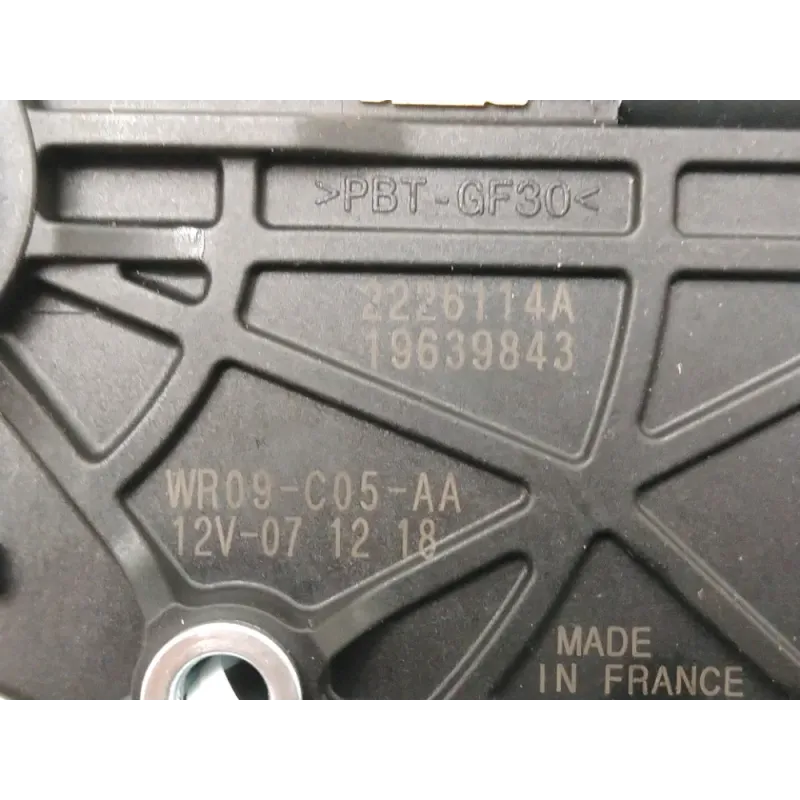 >PBT-GF30<
2226114A
19639843
WR09-C05-AA
12V-07 12 18
MADE
IN FRANCE